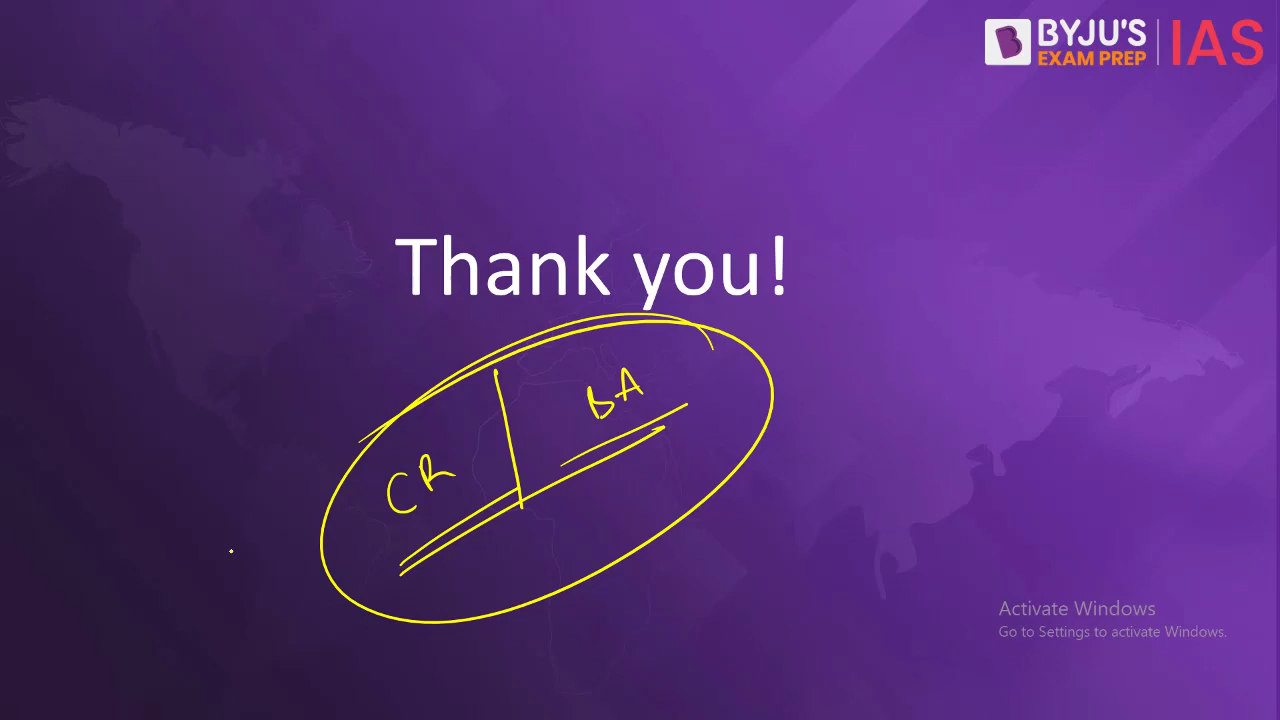 BYJU'S
EXAM PREP
IAS
Thank you!
BA
CR
Activate Windows
Go to Settings to activate Windows.